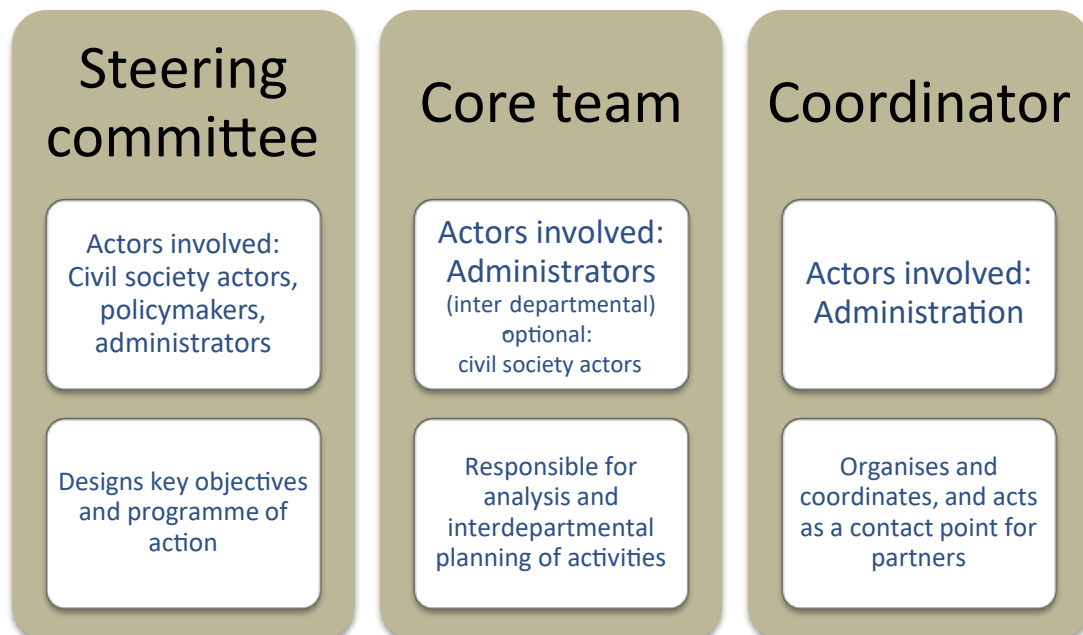 Steering
committee
Actors involved:
Civil society actors,
policymakers,
administrators
Designs key objectives
and programme of
action
Core team
Actors involved:
Administrators
(inter departmental)
optional:
civil society actors
Responsible for
analysis and
interdepartmental
planning of activities
Coordinator
Actors involved:
Administration
Organises and
coordinates, and acts
as a contact point for
partners